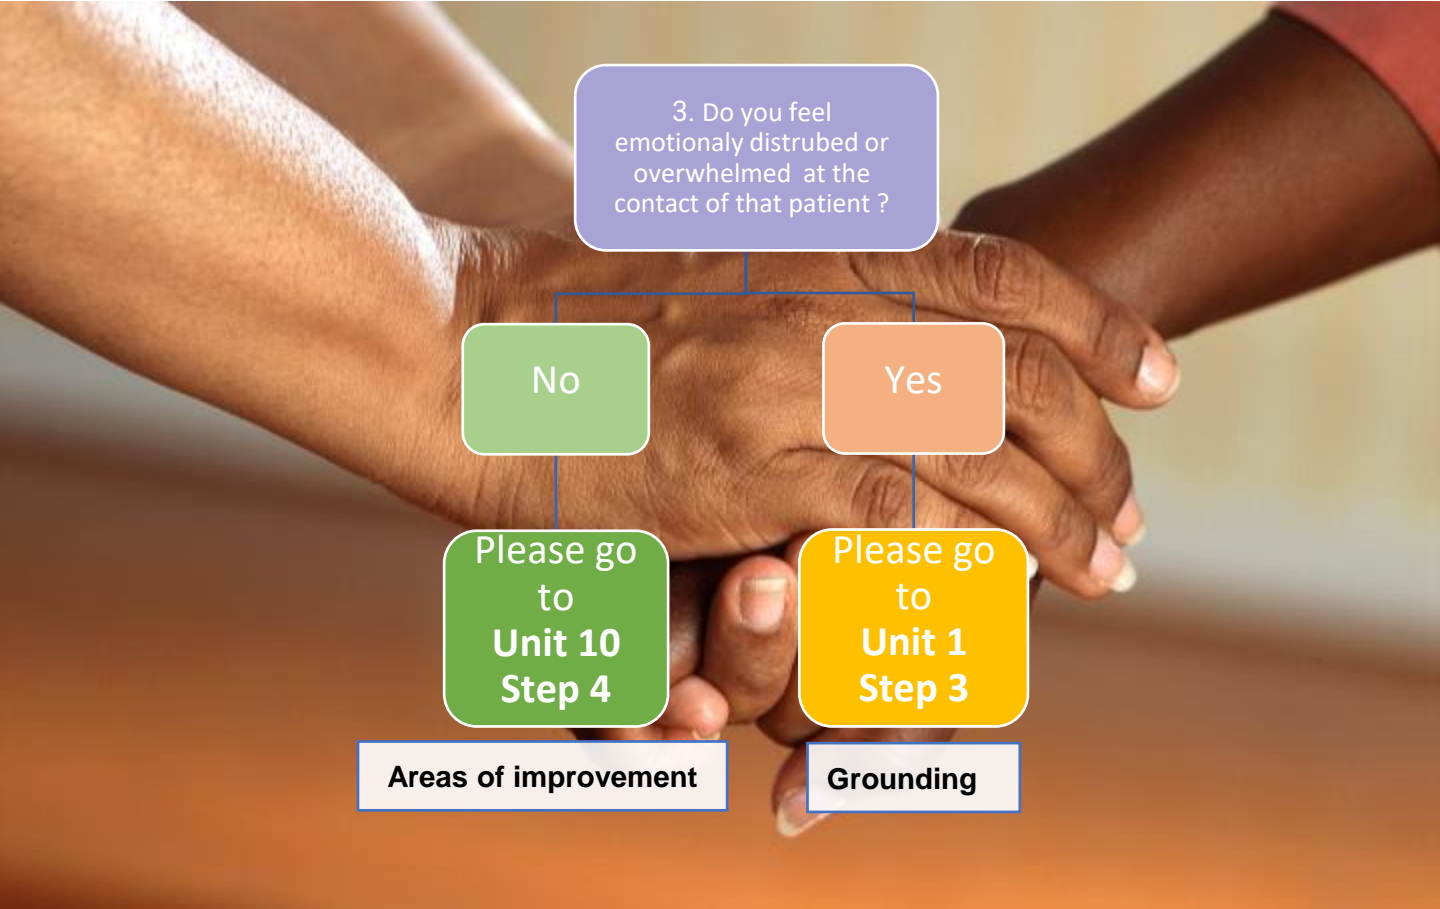 3. Do you feel
emotionaly distrubed or
overwhelmed at the
contact of that patient ?
No
Yes
Please go
to
Unit 10
Step 4
Please go
to
Unit 1
Step 3
Areas of improvement
Grounding